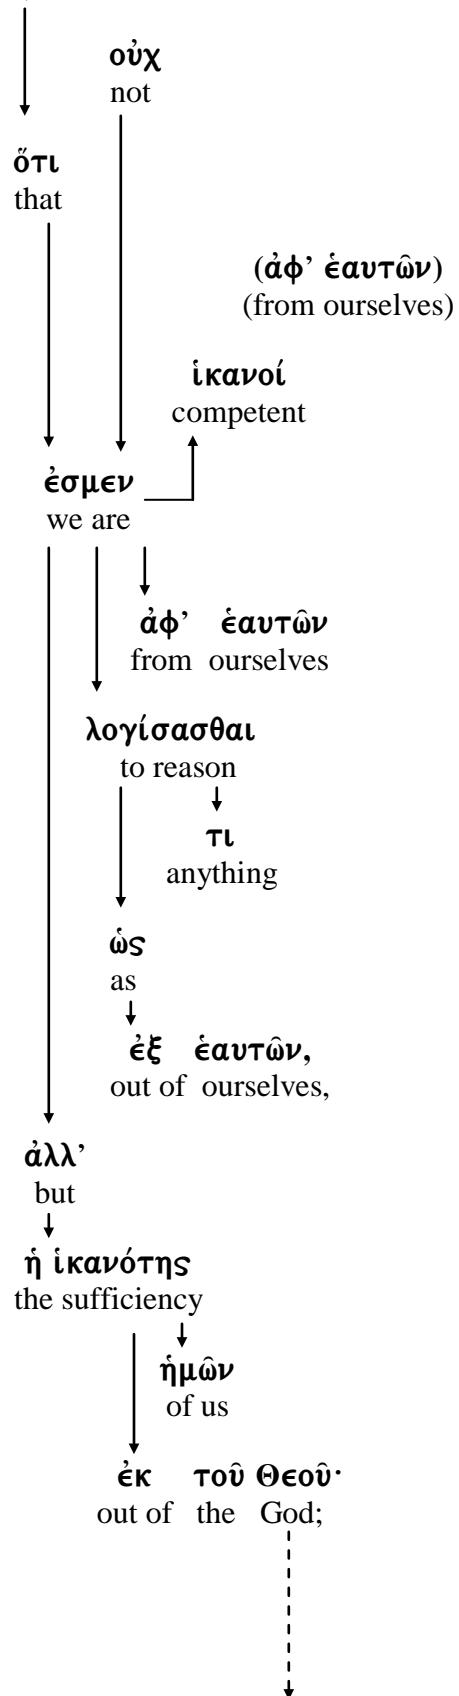 οὐχ
not
ὅτι
that
(ἀφ’ ἑαυτῶν)
(from ourselves)
ἱκανοί
competent
ἐσμεν
we are
ἀφ’ ἑαυτῶν
from ourselves
λογίσασθαι
to reason
τι
anything
ὡς
as
ἐξ ἑαυτῶν,
out of ourselves,
ἀλλ’
but
ἡ ἱκανότης
the sufficiency
ἡμῶν
of us
ἐκ τοῦ Θεοῦ·
out of the God;